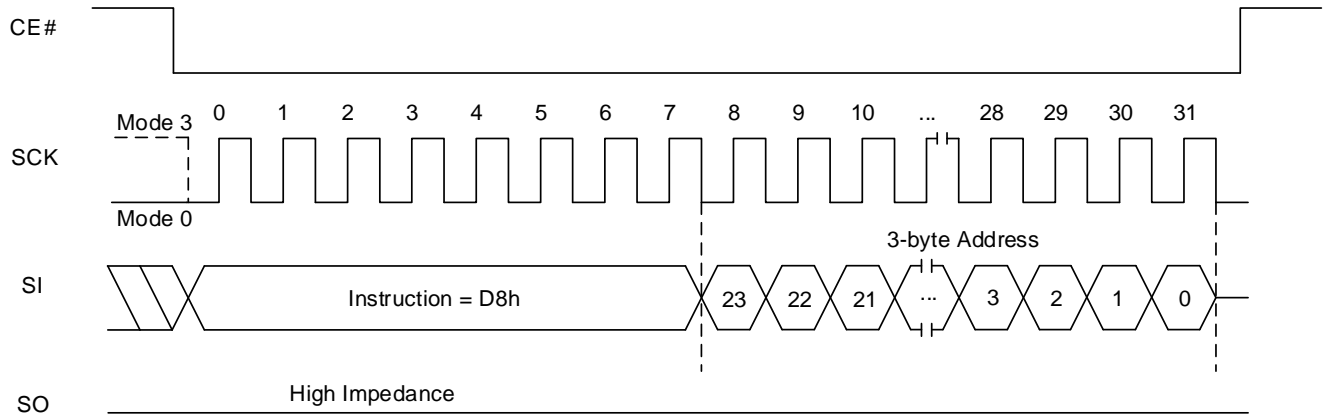 CE#
0 1 2 3 4 5 6 7 8 9 10 ... 28 29 30 31
Mode 3
SCK
Mode 0
3-byte Address
SI
Instruction = D8h 23 22 21 ... 3 2 1 0
High Impedance
SO